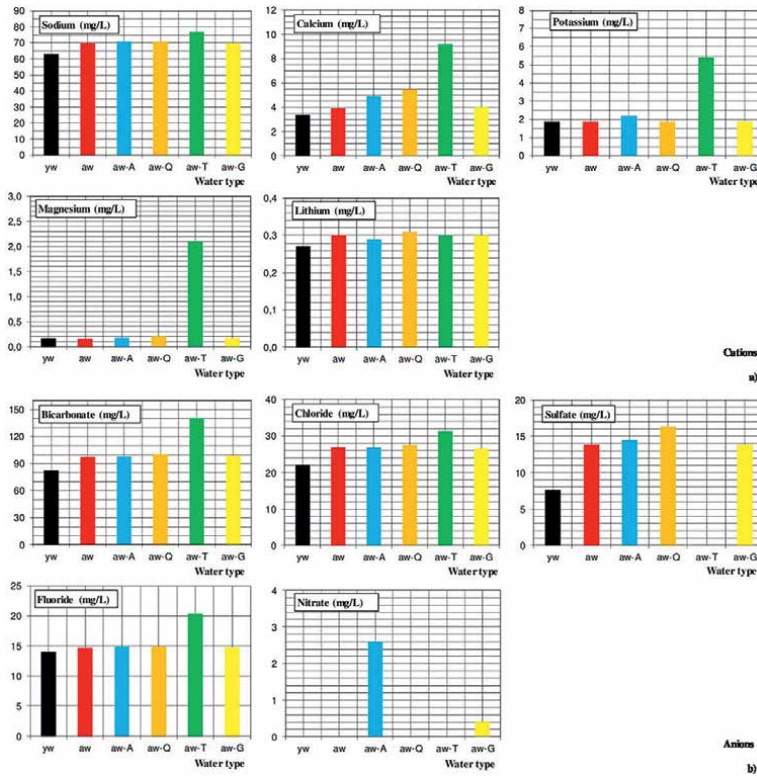 Sodium (mg/L)
90
80
70
60
50
40
30
20
10
0
yw aw aw-A aw-Q aw-T aw-G
Water type
Calcium (mg/L)
12
10
8
6
4
2
0
yw aw aw-A aw-Q aw-T aw-G
Water type
Potassium (mg/L)
8
7
6
5
4
3
2
1
0
yw aw aw-A aw-Q aw-T aw-G
Water type
Magnesium (mg/L)
3,0
2,5
2,0
1,5
1,0
0,5
0,0
yw aw aw-A aw-Q aw-T aw-G
Water type
Lithium (mg/L)
0,4
0,3
0,2
0,1
0,0
yw aw aw-A aw-Q aw-T aw-G
Water type
Cations
a)
Bicarbonate (mg/L)
150
120
90
60
30
0
yw aw aw-A aw-Q aw-T aw-G
Water type
Chloride (mg/L)
40
30
20
10
0
yw aw aw-A aw-Q aw-T aw-G
Water type
Sulfate (mg/L)
20
15
10
5
0
yw aw aw-A aw-Q aw-T aw-G
Water type
Fluoride (mg/L)
25
20
15
10
5
0
yw aw aw-A aw-Q aw-T aw-G
Water type
Nitrate (mg/L)
4
3
2
1
0
yw aw aw-A aw-Q aw-T aw-G
Water type
Anions
b)